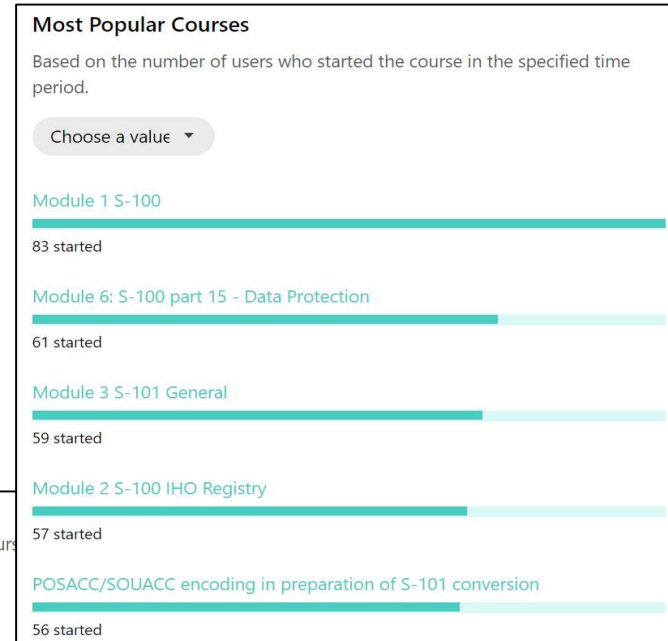 Most Popular Courses
Based on the number of users who started the course in the specified time
period.
Choose a value
Module 1 S-100
83 started
Module 6: S-100 part 15 - Data Protection
61 started
Module 3 S-101 General
59 started
Module 2 S-100 IHO Registry
57 started
POSACC/SOUACC encoding in preparation of S-101 conversion
56 started